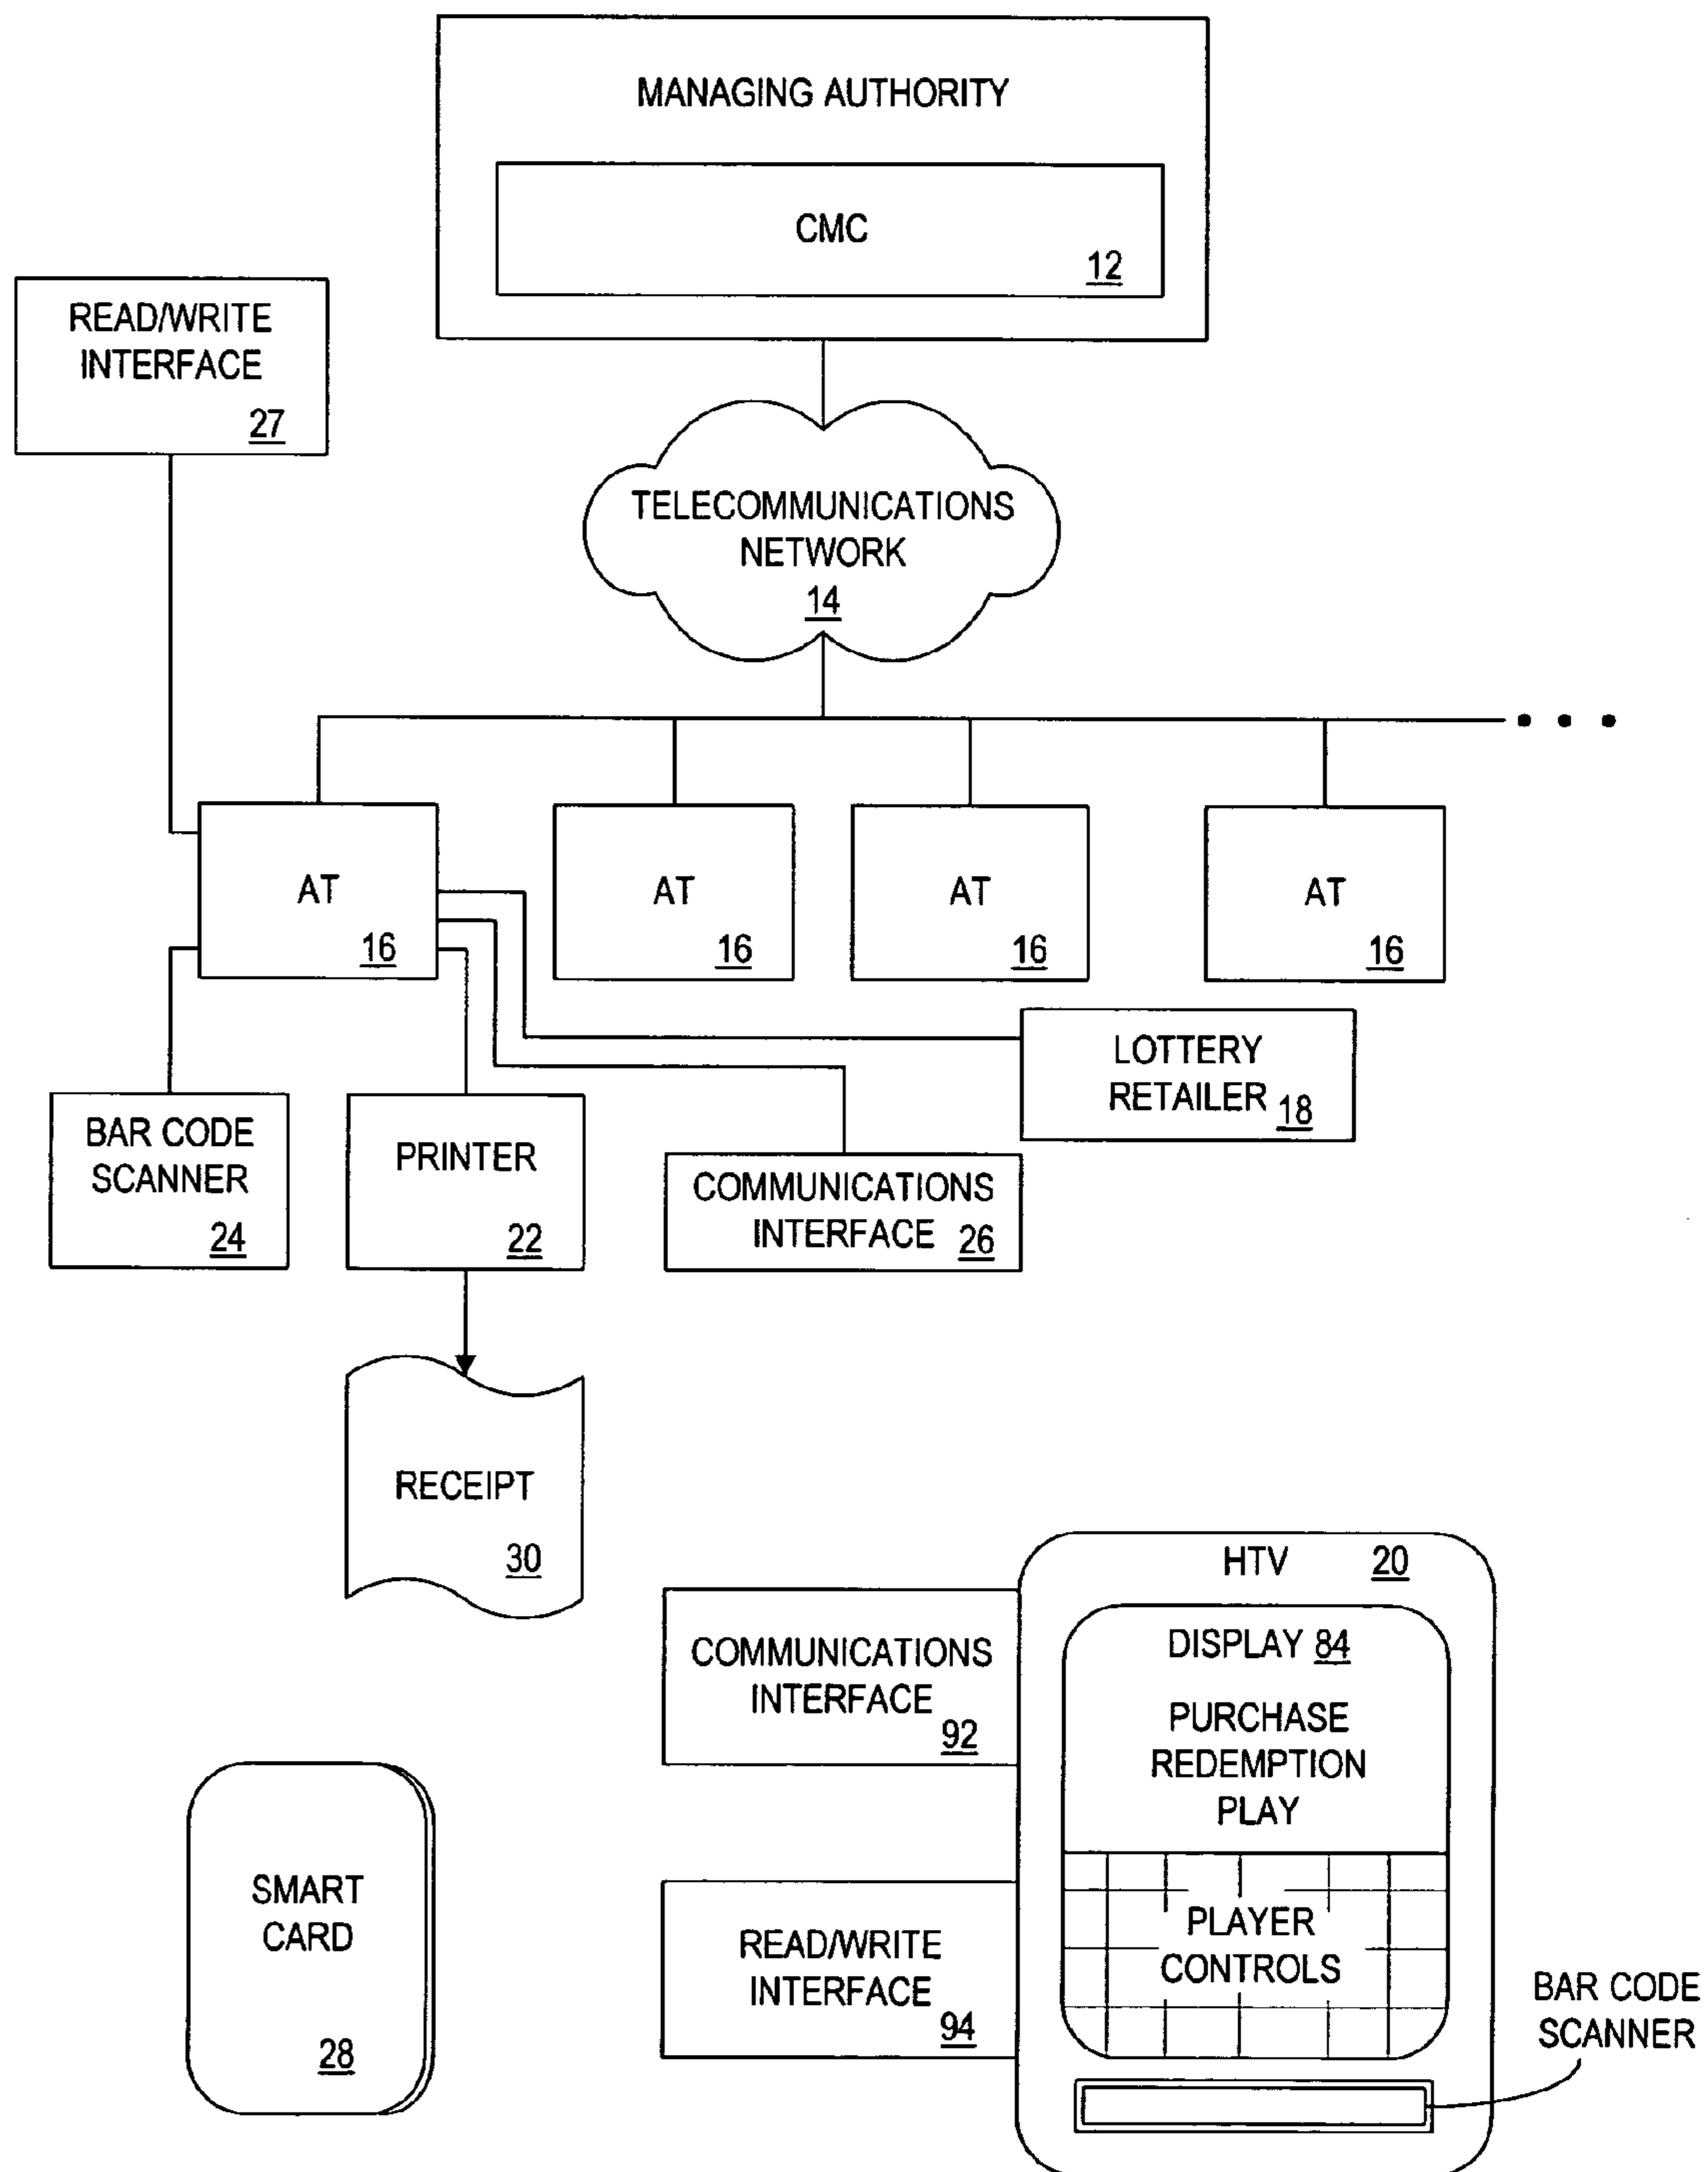 MANAGING AUTHORITY
CMC
12
READ/WRITE
INTERFACE
27
TELECOMMUNICATIONS
NETWORK
14
AT
16
AT
16
AT
16
AT
16
LOTTERY
RETAILER 18
BAR CODE
SCANNER
24
PRINTER
22
COMMUNICATIONS
INTERFACE 26
RECEIPT
30
HTV 20
DISPLAY 84
PURCHASE
REDEMPTION
PLAY
PLAYER
CONTROLS
COMMUNICATIONS
INTERFACE
92
READ/WRITE
INTERFACE
94
SMART
CARD
28
BAR CODE
SCANNER